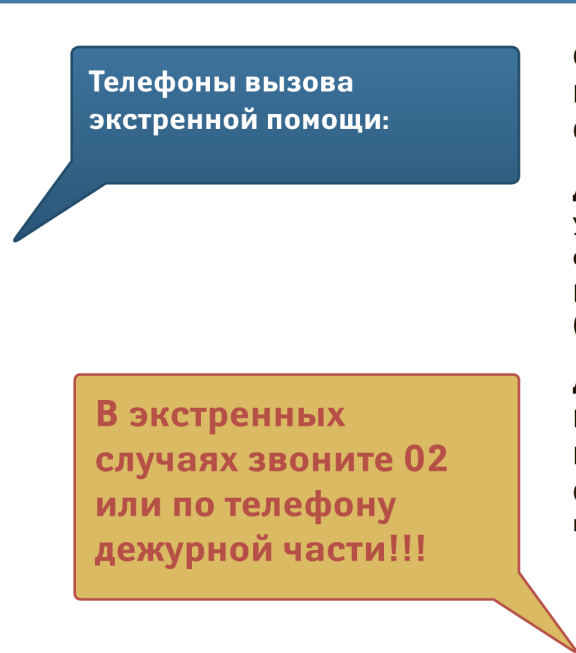 Телефоны вызова
экстренной помощи:
В экстренных
случаях звоните 02
или по телефону
дежурной части!!!